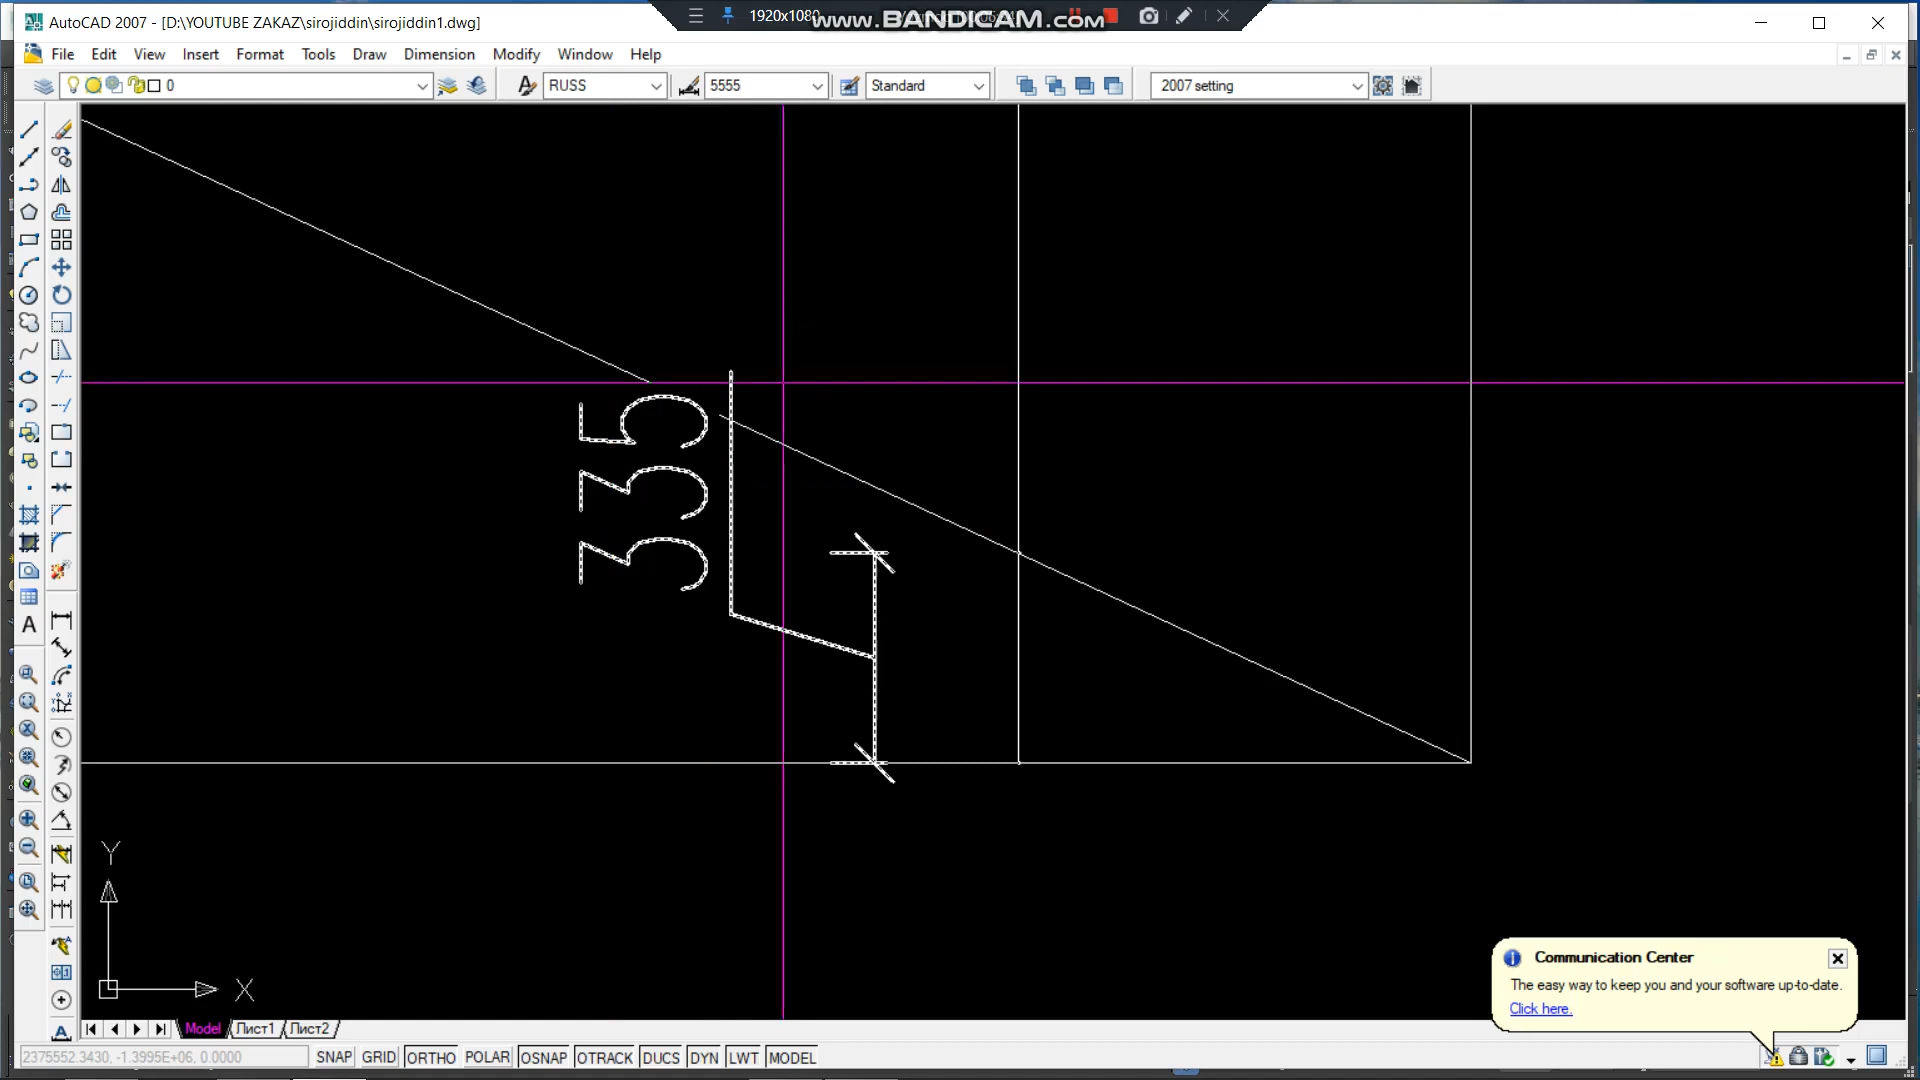 1920x1080
www.BANDICAM.com
AutoCAD 2007 - [D:\YOUTUBE ZAKAZ\sirojiddin\sirojiddin1.dwg]
File Edit View Insert Format Tools Draw Dimension Modify Window Help
0 RUSS 5555 Standard 2007 setting
335
Y
X
Communication Center
The easy way to keep you and your software up-to-date.
Click here.
Model Лист1 Лист2
2375552.3430, -1.3995E+06, 0.0000 SNAP GRID ORTHO POLAR OSNAP OTRACK DUCS DYN LWT MODEL